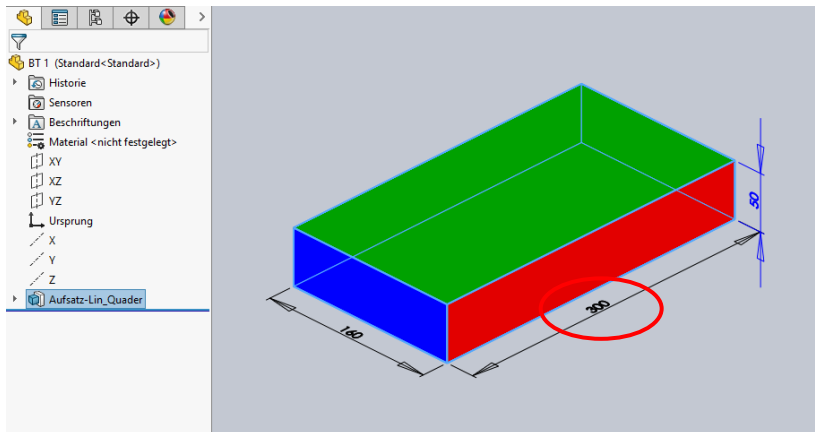 BT 1 (Standard<Standard>)
Historie
Sensoren
Beschriftungen
Material <nicht festgelegt>
XY
XZ
YZ
Ursprung
X
Y
Z
Aufsatz-Lin_Quader
50
300
160